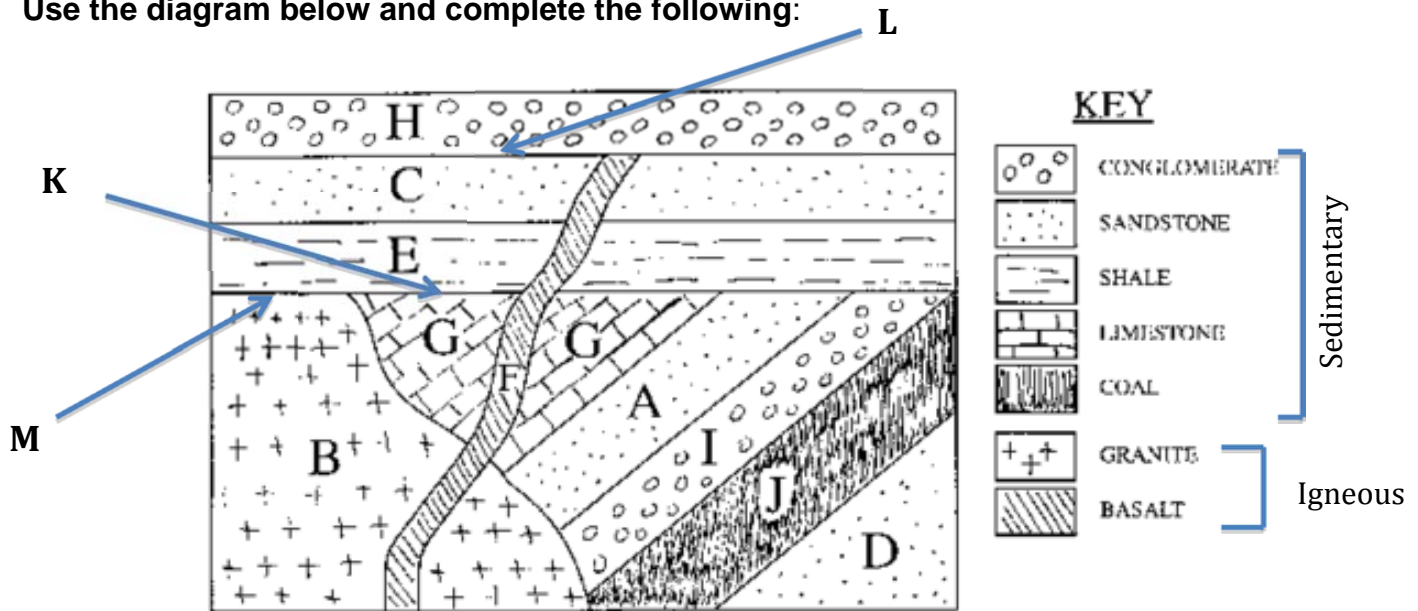 Use the diagram below and complete the following:
L
H
KEY
CONGLOMERATE
K
C
SANDSTONE
E
SHALE
G
G
LIMESTONE
Sedimentary
F
A
COAL
M
B
I
GRANITE
J
Igneous
BASALT
D